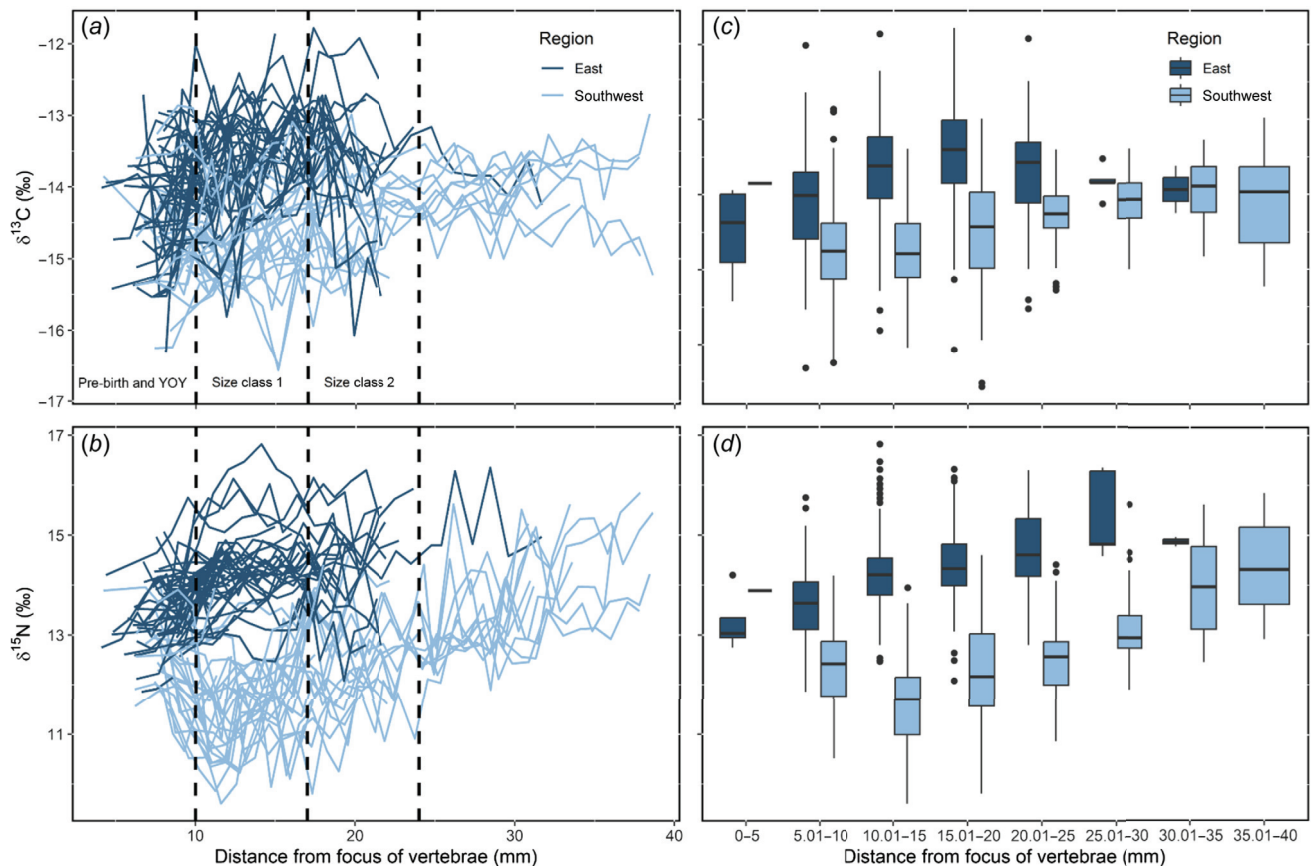 (a)
Region
East
Southwest
−12
−13
−14
−15
−16
−17
δ13C (‰)
Pre-birth and YOY
Size class 1
Size class 2
(c)
Region
East
Southwest
(b)
17
15
13
11
δ15N (‰)
10
20
30
40
Distance from focus of vertebrae (mm)
(d)
0–5
5.01–10
10.01–15
15.01–20
20.01–25
25.01–30
30.01–35
35.01–40
Distance from focus of vertebrae (mm)